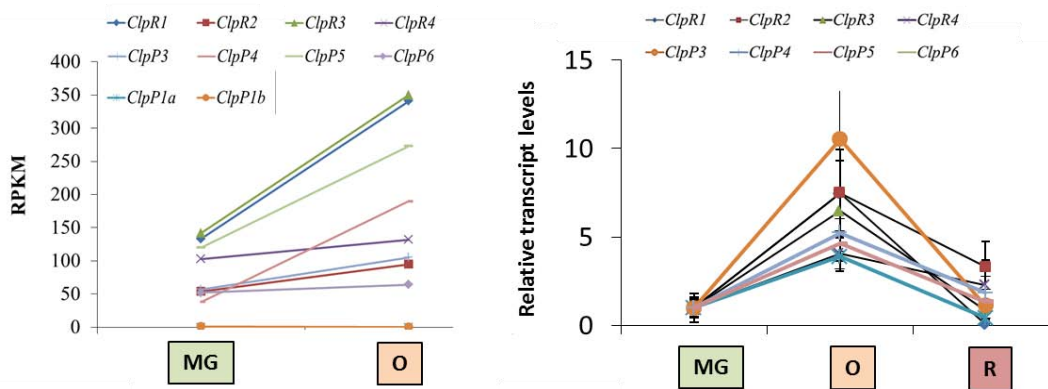 ClpR1 ClpR2 ClpR3 ClpR4
ClpP3 ClpP4 ClpP5 ClpP6
ClpP1a ClpP1b
400
350
300
250
200
150
100
50
0
RPKM
MG O
ClpR1 ClpR2 ClpR3 ClpR4
ClpP3 ClpP4 ClpP5 ClpP6
15
10
5
0
Relative transcript levels
MG O R